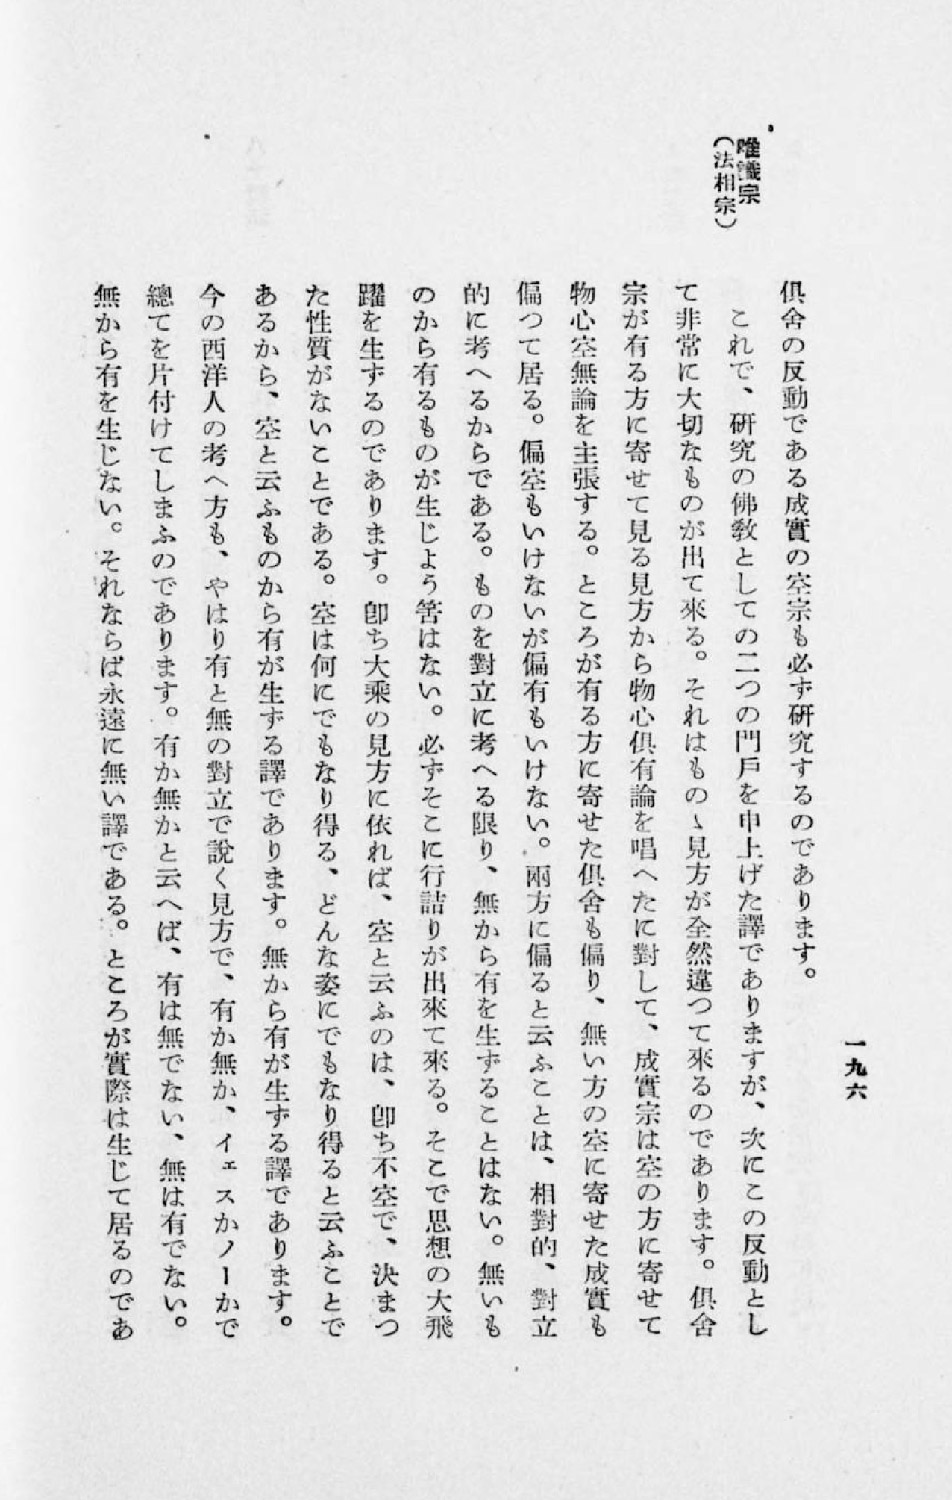 唯識宗
(法相宗)
俱舍の反動である成實の空宗も必ず硏究するのであります。
これで、硏究の佛敎としての二つの門戶を申上げた譯でありますが、次にこの反動とし
て非常に大切なものが出て來る。それはものゝ見方が全然違つて來るのであります。俱舍
宗が有る方に寄せて見る見方から物心俱有論を唱へたに對して、成實宗は空の方に寄せて
物心空無論を主張する。ところが有る方に寄せた俱舍も偏り、無い方の空に寄せた成實も
偏つて居る。偏空もいけないが偏有もいけない。兩方に偏ると云ふことは、相對的、對立
的に考へるからである。ものを對立に考へる限り、無から有を生ずることはない。無いも
のから有るものが生じよう筈はない。必ずそこに行詰りが出來て來る。そこで思想の大飛
躍を生ずるのであります。卽ち大乘の見方に依れば、空と云ふのは、卽ち不空で、決まつ
た性質がないことである。空は何にでもなり得る、どんな姿にでもなり得ると云ふことで
あるから、空と云ふものから有が生ずる譯であります。無から有が生ずる譯であります。
今の西洋人の考へ方も、やはり有と無の對立で說く見方で、有か無か、イェスかノーかで
總てを片付けてしまふのであります。有か無かと云へば、有は無でない、無は有でない。
無から有を生じない。それならば永遠に無い譯である。ところが實際は生じて居るのであ
一九六